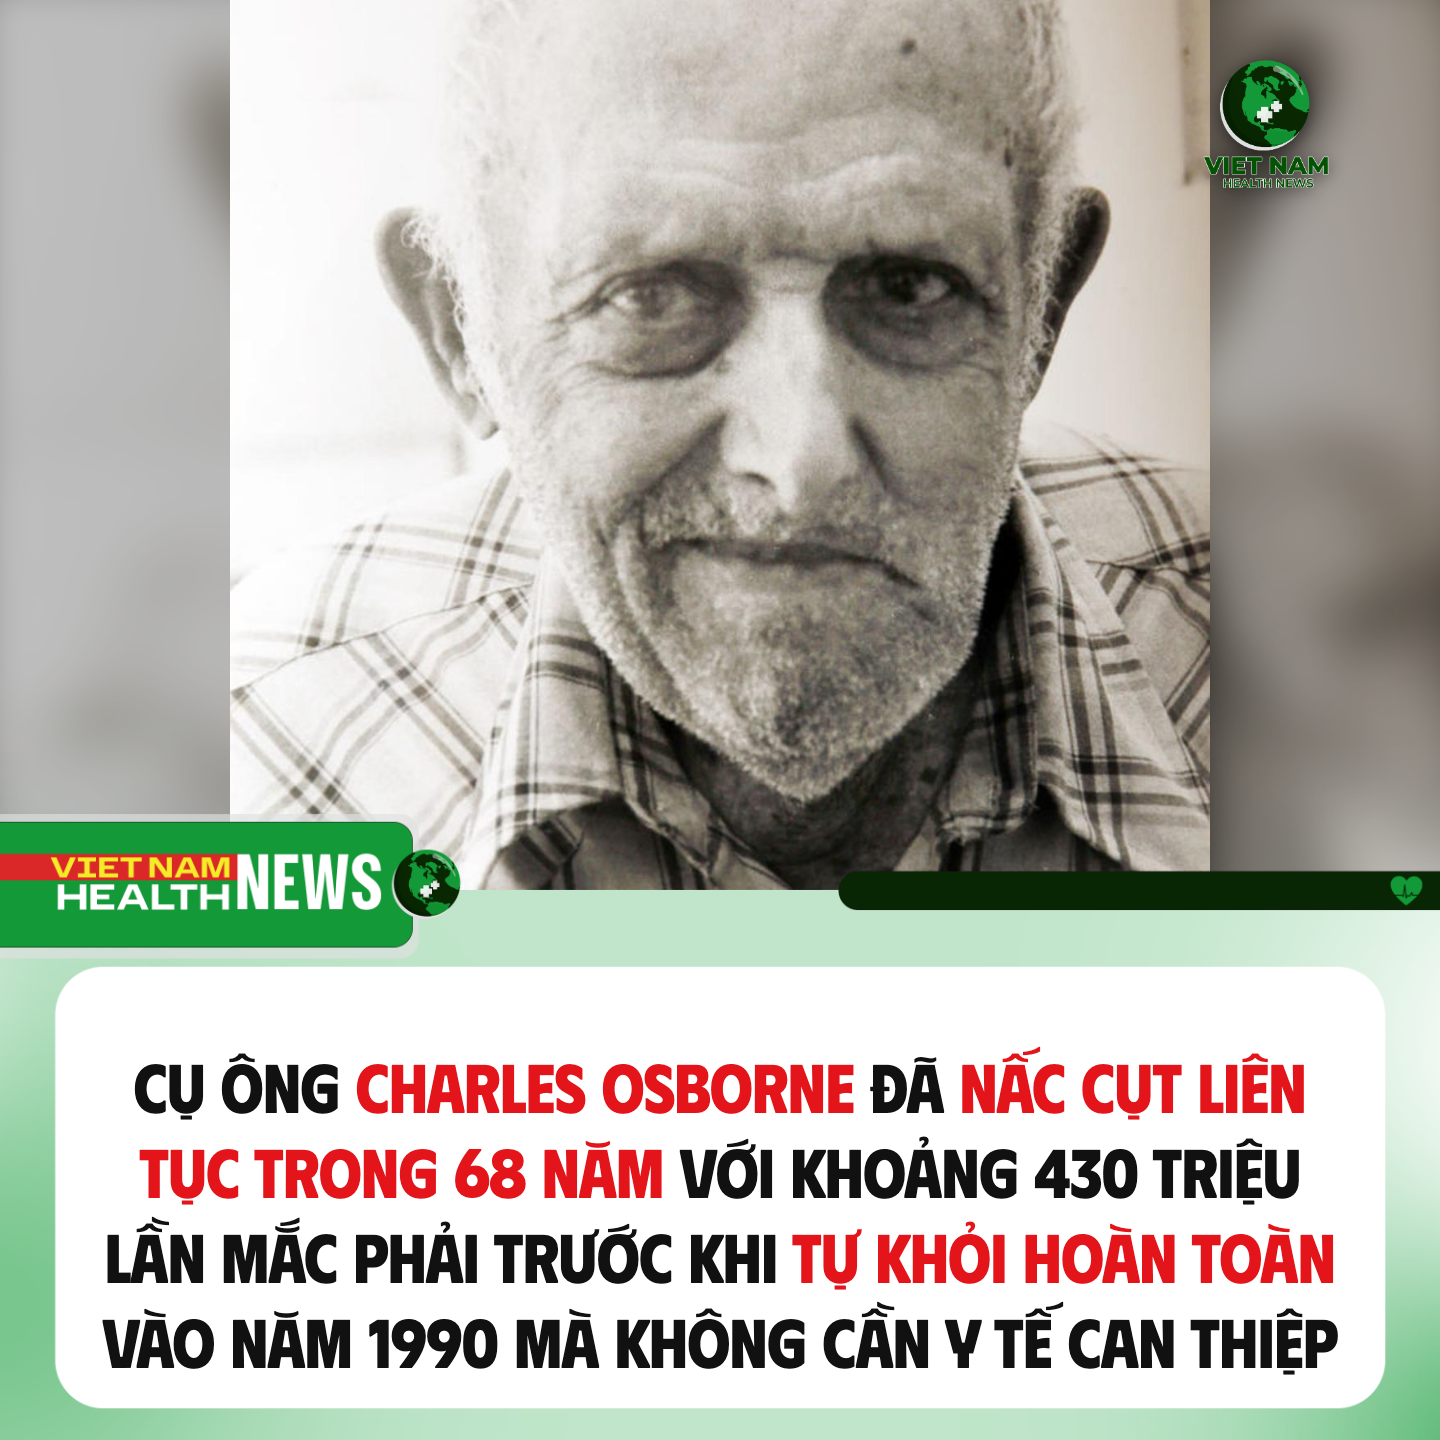 VIET NAM
HEALTH NEWS
VIET NAM
HEALTH NEWS
CỤ ÔNG CHARLES OSBORNE ĐÃ NẤC CỤT LIÊN
TỤC TRONG 68 NĂM VỚI KHOẢNG 430 TRIỆU
LẦN MẮC PHẢI TRƯỚC KHI TỰ KHỎI HOÀN TOÀN
VÀO NĂM 1990 MÀ KHÔNG CẦN Y TẾ CAN THIỆP